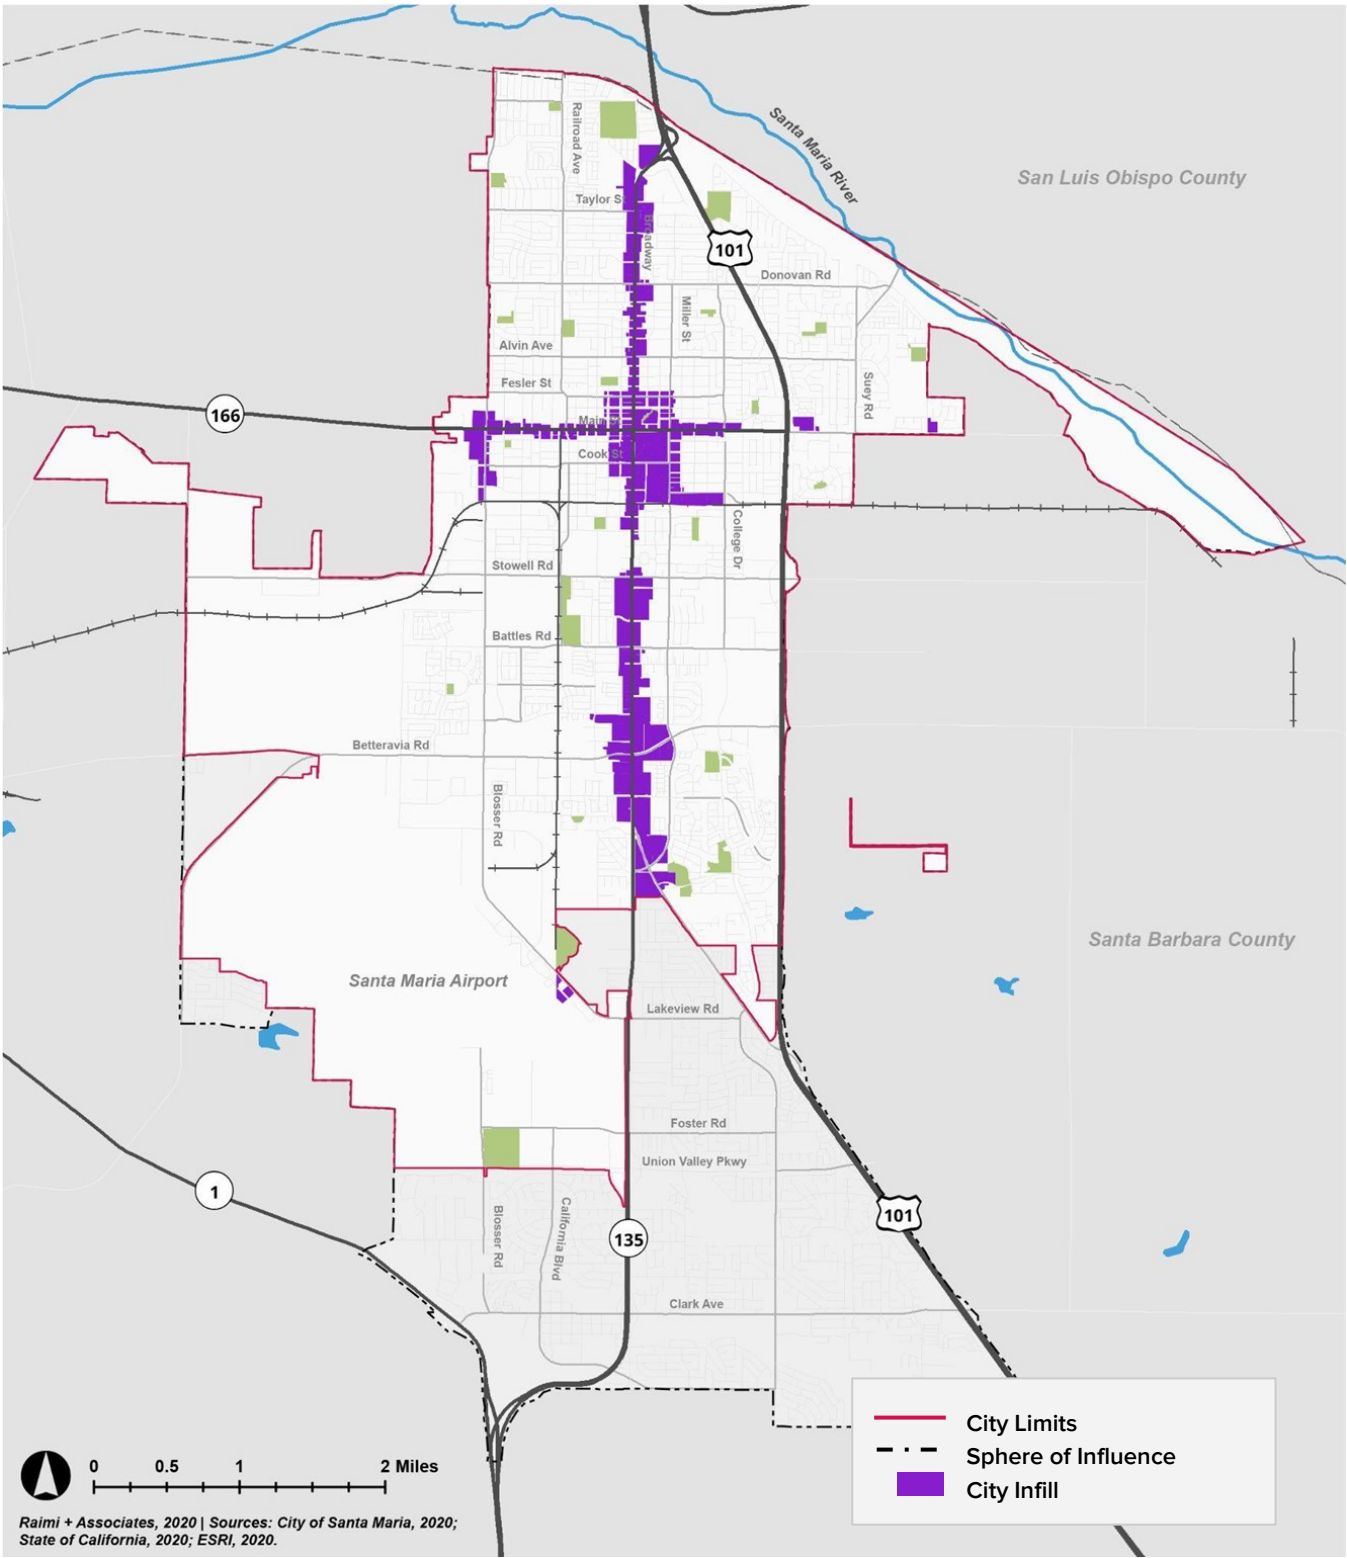 Santa Maria River
San Luis Obispo County
Railroad Ave
Taylor St
Broadway
101
Donovan Rd
Miller St
Alvin Ave
Suey Rd
Fesler St
166
Main St
Cook St
College Dr
Stowell Rd
Battles Rd
Betteravia Rd
Blosser Rd
Santa Barbara County
Santa Maria Airport
Lakeview Rd
Foster Rd
Union Valley Pkwy
1
Blosser Rd
California Blvd
135
101
Clark Ave
City Limits
Sphere of Influence
City Infill
0 0.5 1 2 Miles
Raimi + Associates, 2020 | Sources: City of Santa Maria, 2020;
State of California, 2020; ESRI, 2020.